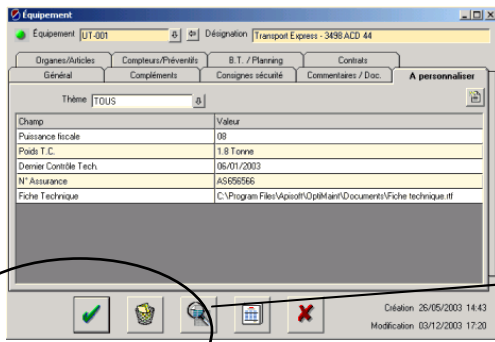 Équipement
Équipement UT-001 Désignation Transport Express - 3498 ACD 44
Organes/Articles Compteurs/Préventifs B.T. / Planning Contrats
Général Compléments Consignes sécurité Commentaires / Doc. A personnaliser
Thème TOUS
Champ Valeur
Puissance fiscale 08
Poids T.C. 1.8 Tonne
Dernier Contrôle Tech. 06/01/2003
N° Assurance AS656566
Fiche Technique C:\Program Files\Apisoft\OptiMaint\Documents\Fiche technique.rtf
Création 26/05/2003 14:43
Modification 03/12/2003 17:20